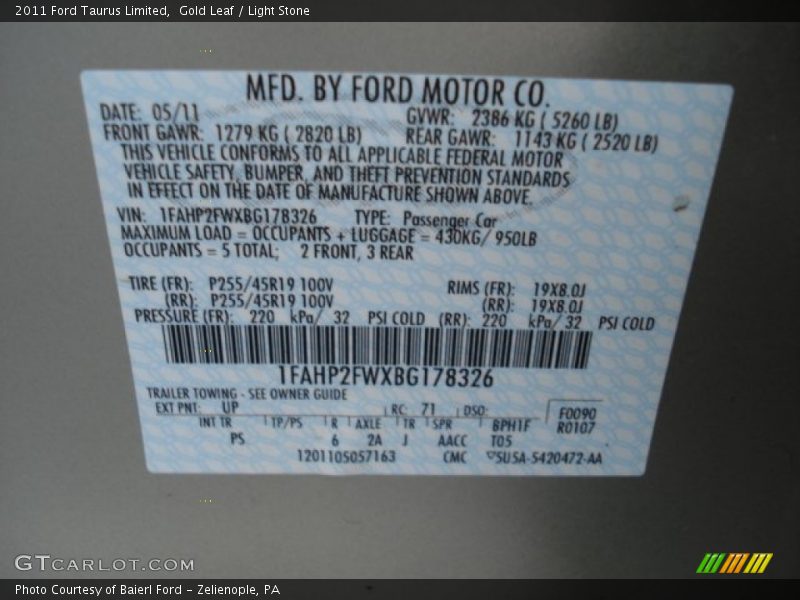 2011 Ford Taurus Limited, Gold Leaf / Light Stone
MFD. BY FORD MOTOR CO.
DATE: 05/11 GVWR: 2386 KG ( 5260 LB)
FRONT GAWR: 1279 KG ( 2820 LB) REAR GAWR: 1143 KG ( 2520 LB)
THIS VEHICLE CONFORMS TO ALL APPLICABLE FEDERAL MOTOR
VEHICLE SAFETY, BUMPER, AND THEFT PREVENTION STANDARDS
IN EFFECT ON THE DATE OF MANUFACTURE SHOWN ABOVE.
VIN: 1FAHP2FWXBG178326 TYPE: Passenger Car
MAXIMUM LOAD = OCCUPANTS + LUGGAGE = 430KG/ 950LB
OCCUPANTS = 5 TOTAL; 2 FRONT, 3 REAR
TIRE (FR): P255/45R19 100V RIMS (FR): 19X8.0J
(RR): P255/45R19 100V (RR): 19X8.0J
PRESSURE (FR): 220 kPa/ 32 PSI COLD (RR): 220 kPa/ 32 PSI COLD
1FAHP2FWXBG178326
TRAILER TOWING - SEE OWNER GUIDE
EXT PNT: UP RC: 71 DSO: F0090
INT TR TP/PS R AXLE TR SPR BPH1F R0107
PS 6 2A J AACC T05
1201105057163 CMC ▽5U5A-5420472-AA
GTCARLOT.COM
Photo Courtesy of Baierl Ford - Zelienople, PA